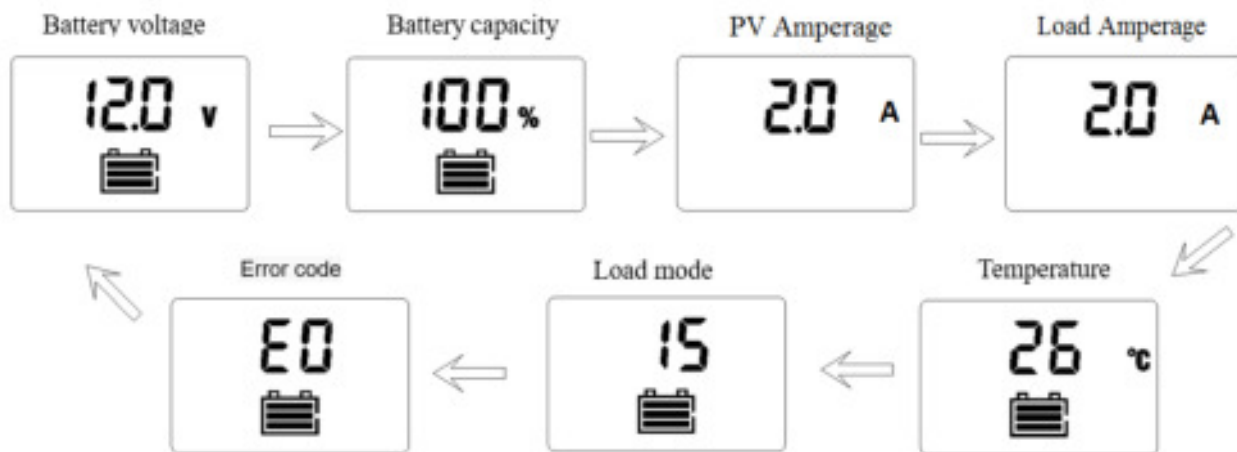 Battery voltage
Battery capacity
PV Amperage
Load Amperage
12.0 V
100 %
2.0 A
2.0 A
Error code
Load mode
Temperature
E0
15
26 °C